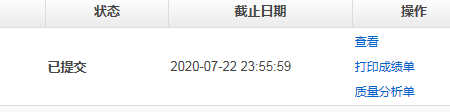 状态 截止日期 操作
查看
已提交 2020-07-22 23:55:59 打印成绩单
质量分析单